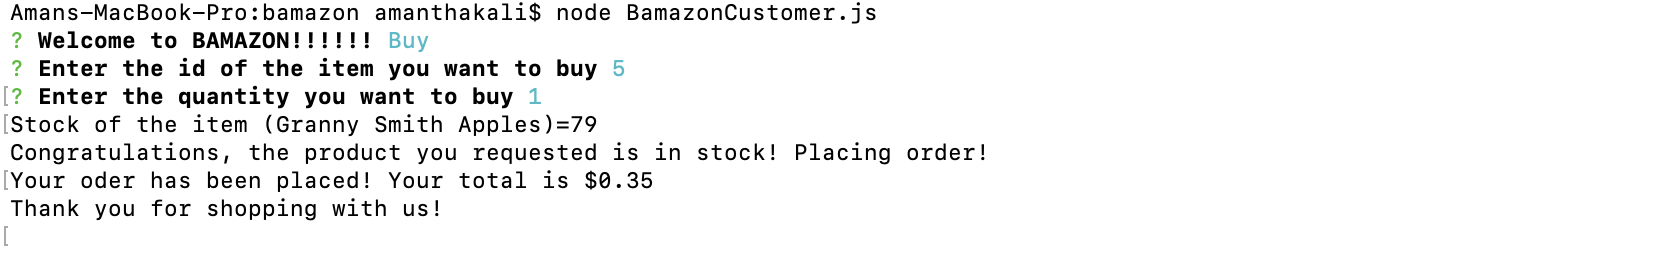 Amans-MacBook-Pro:bamazon amanthakali$ node BamazonCustomer.js
? Welcome to BAMAZON!!!!!! Buy
? Enter the id of the item you want to buy 5
[? Enter the quantity you want to buy 1
[Stock of the item (Granny Smith Apples)=79
Congratulations, the product you requested is in stock! Placing order!
[Your oder has been placed! Your total is $0.35
Thank you for shopping with us!
[